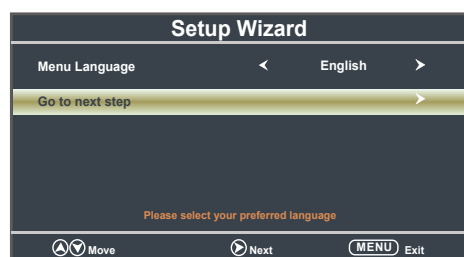 Setup Wizard
Menu Language English
Go to next step
Please select your preferred language
Move Next MENU Exit